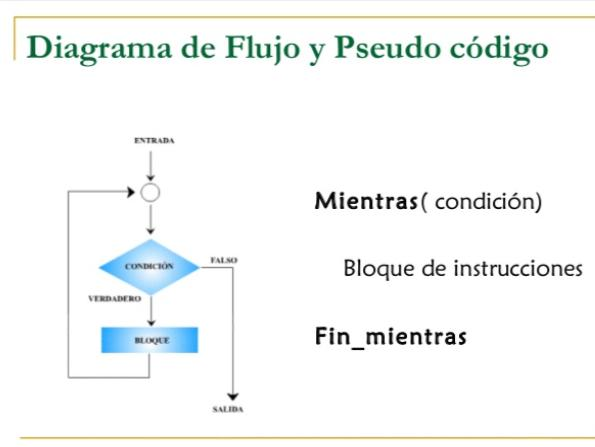 Diagrama de Flujo y Pseudo código
ENTRADA
CONDICIÓN
FALSO
VERDADERO
BLOQUE
SALIDA
Mientras( condición)
Bloque de instrucciones
Fin_mientras